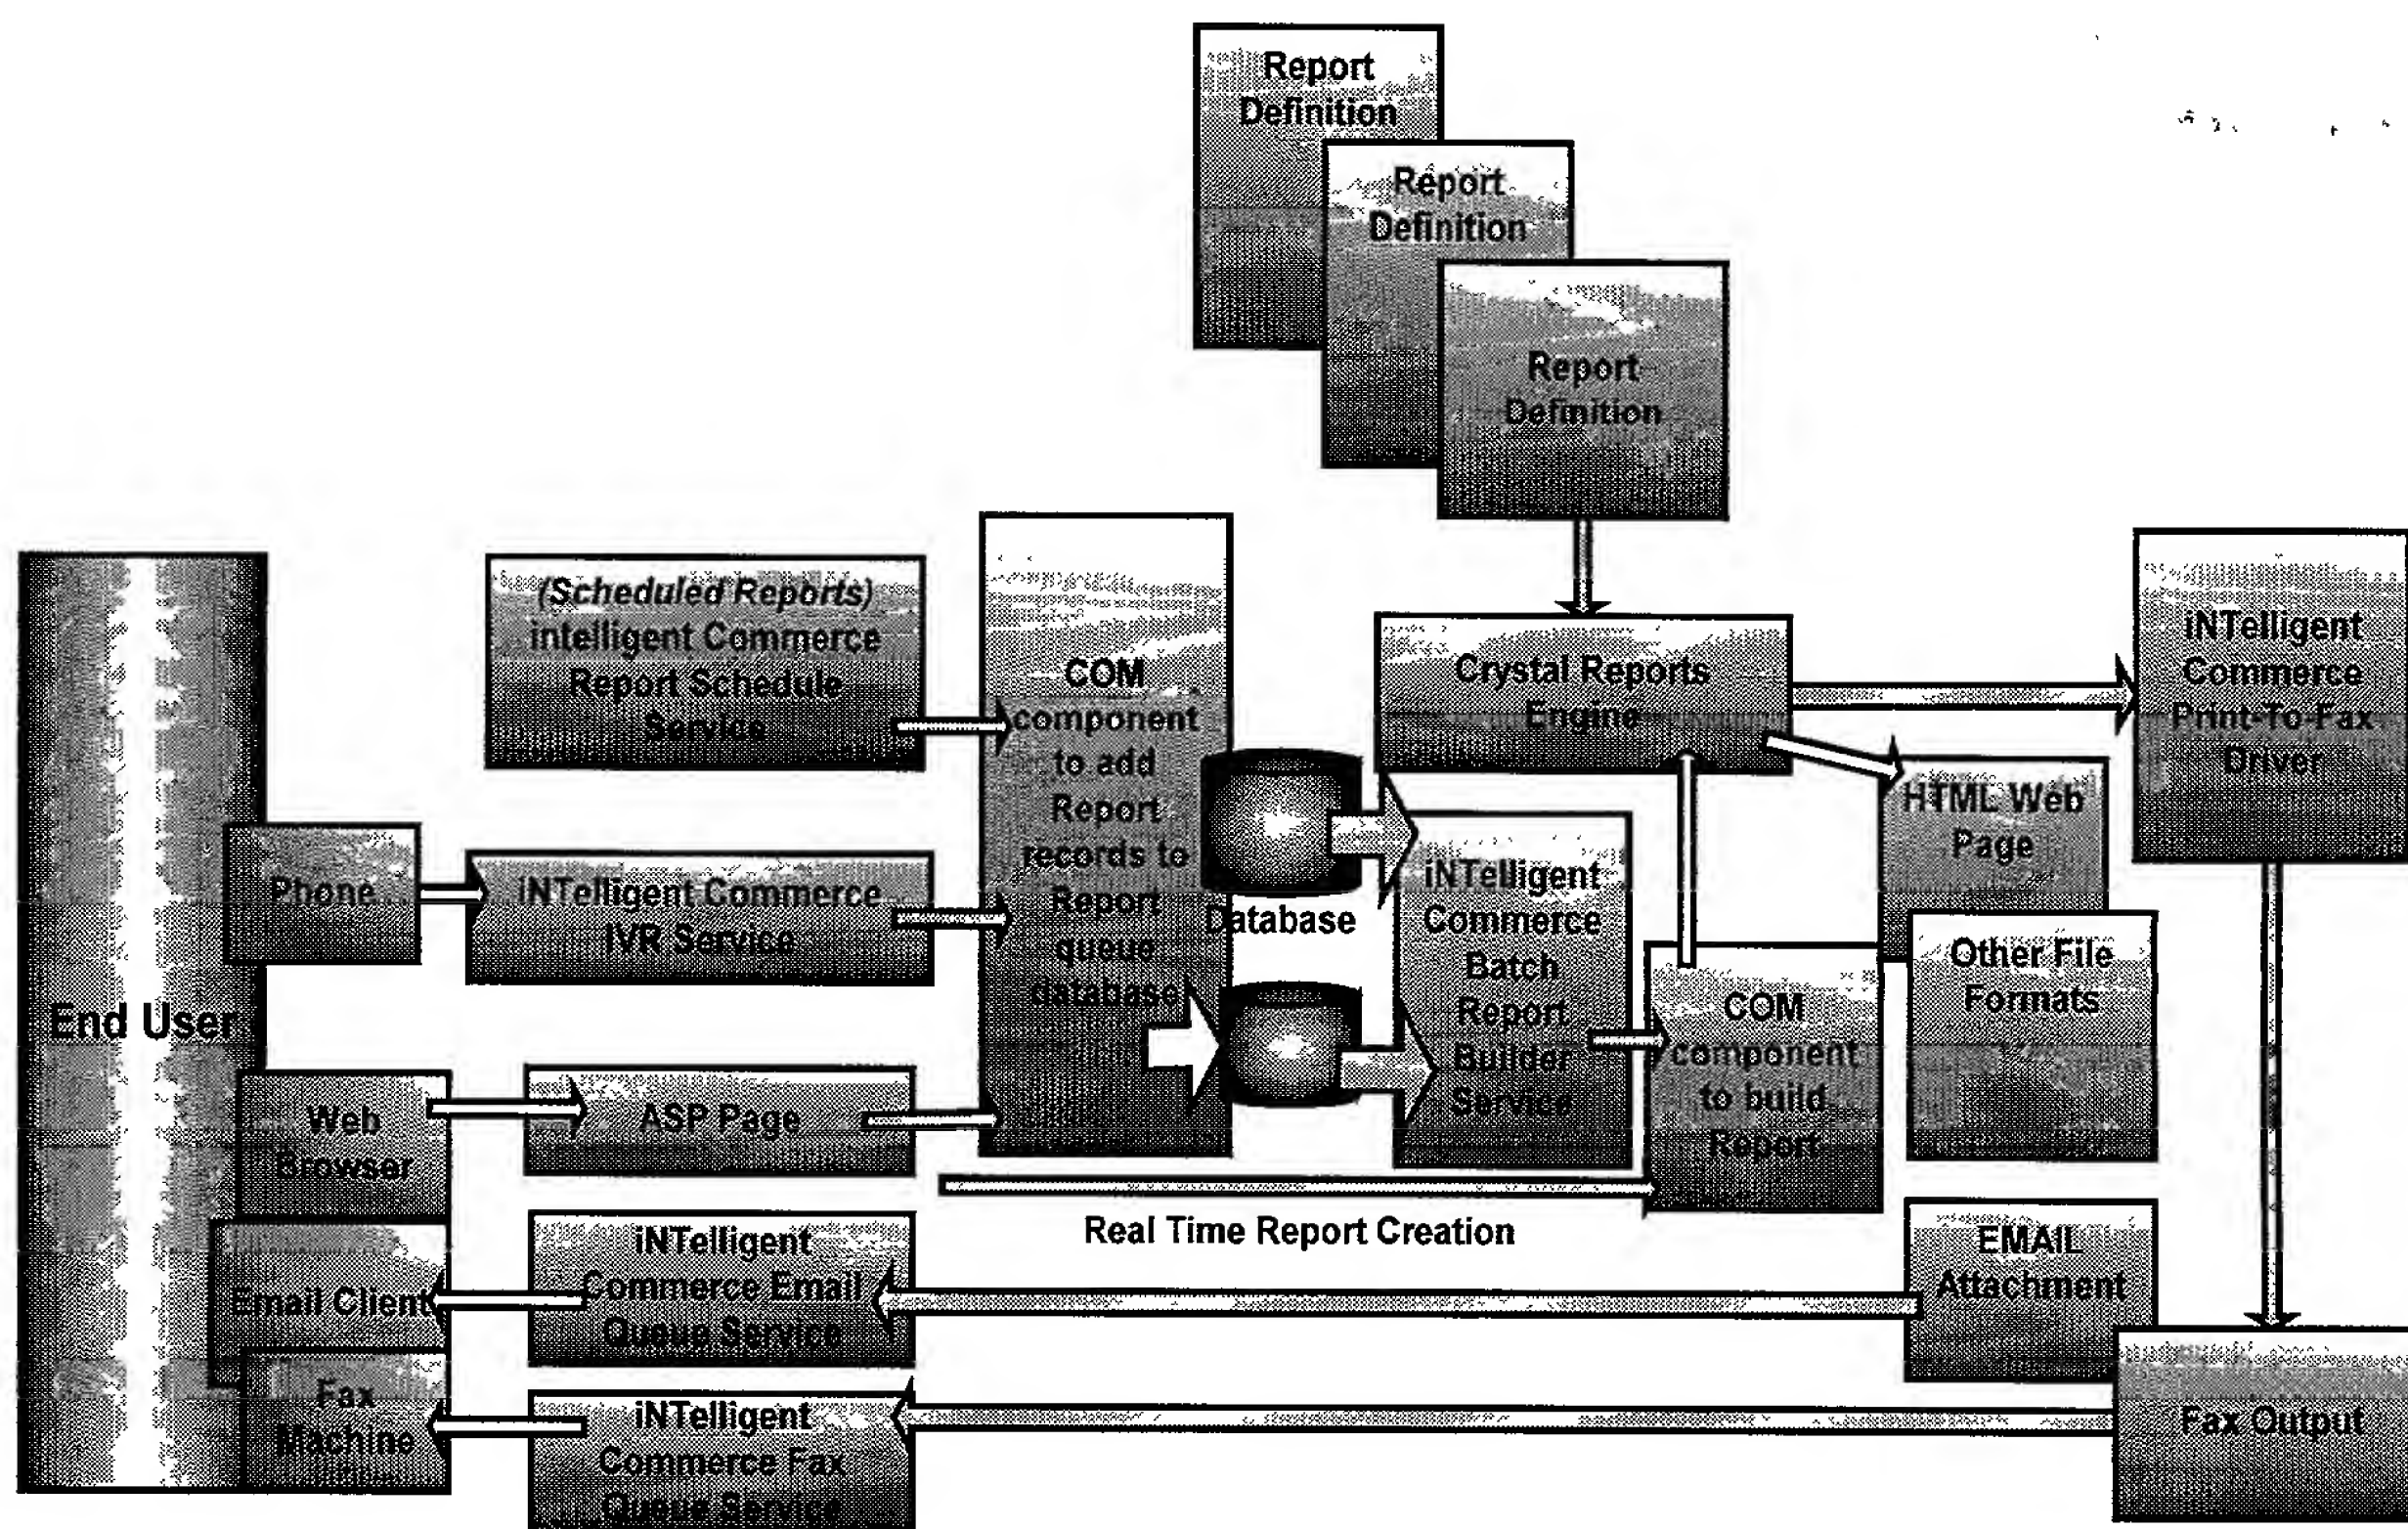 Report
Definition
Report
Definition
Report
Definition
(Scheduled Reports)
intelligent Commerce
Report Schedule
Service
COM
component
to add
Report
records to
Report
queue
database
Crystal Reports
Engine
iNTelligent
Commerce
Print-To-Fax
Driver
HTML Web
Page
Phone
iNTelligent Commerce
IVR Service
Database
iNTelligent
Commerce
Batch
Report
Builder
Service
Other File
Formats
COM
component
to build
Report
End User
Web
Browser
ASP Page
Real Time Report Creation
EMAIL
Attachment
Email Client
iNTelligent
Commerce Email
Queue Service
Fax
Machine
iNTelligent
Commerce Fax
Queue Service
Fax Output